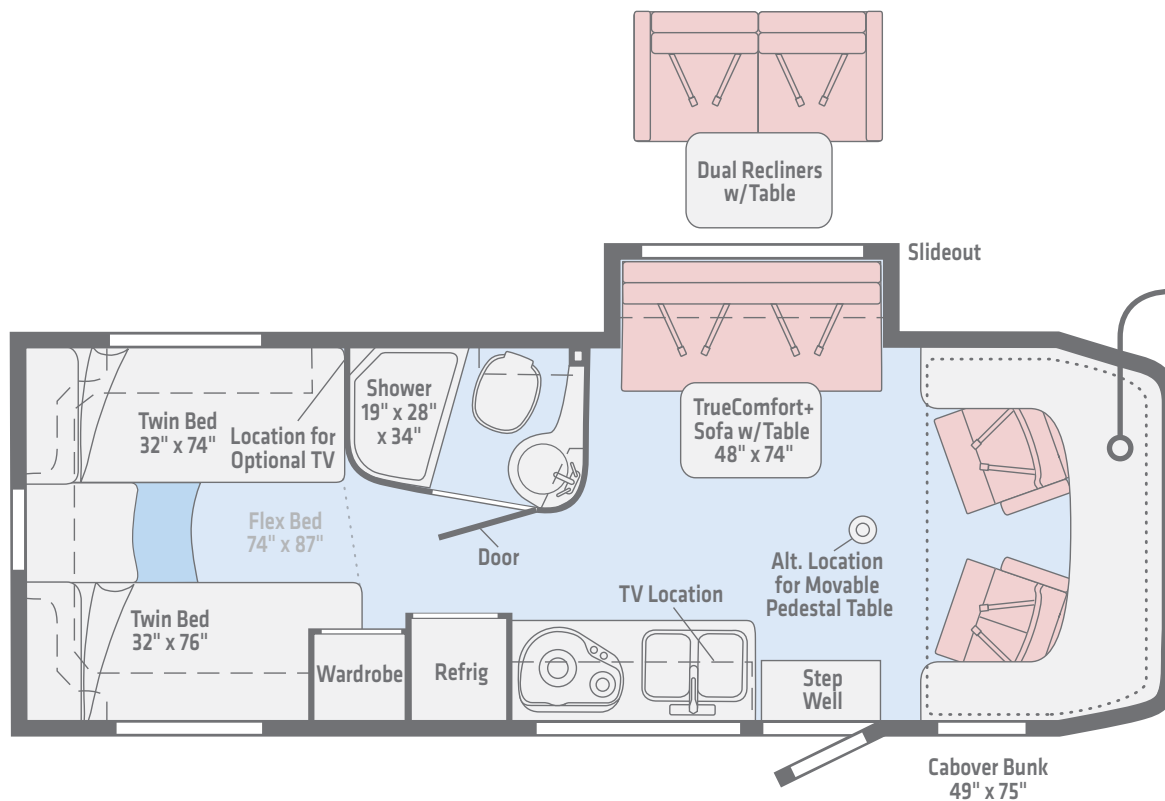 Dual Recliners
w/Table
Slideout
Shower
19" x 28"
x 34"
Twin Bed
32" x 74"
Location for
Optional TV
TrueComfort+
Sofa w/Table
48" x 74"
Flex Bed
74" x 87"
Door
Alt. Location
for Movable
Pedestal Table
TV Location
Twin Bed
32" x 76"
Wardrobe
Refrig
Step
Well
Cabover Bunk
49" x 75"